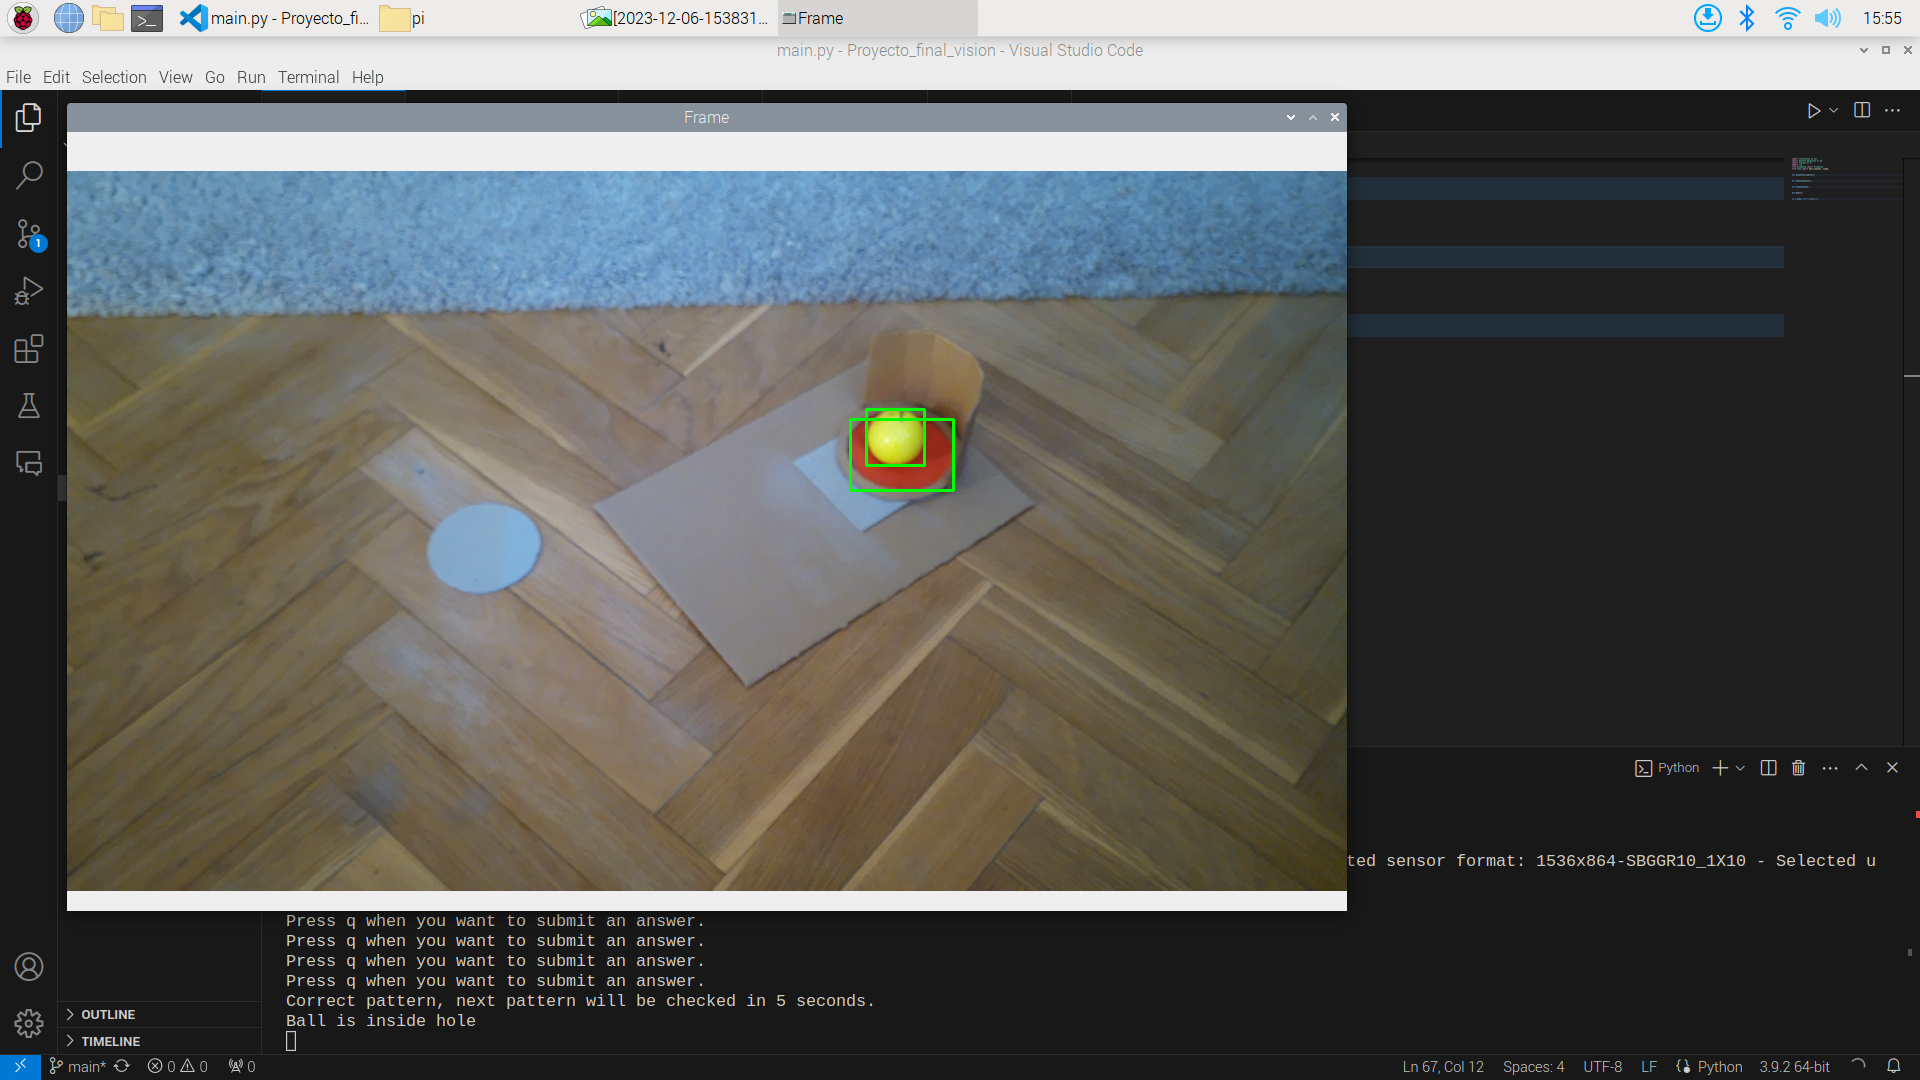 main.py - Proyecto_fi...
pi
[2023-12-06-153831...
Frame
15:55
main.py - Proyecto_final_vision - Visual Studio Code
File Edit Selection View Go Run Terminal Help
Frame
1
Python
ted sensor format: 1536x864-SBGGR10_1X10 - Selected u
Press q when you want to submit an answer.
Press q when you want to submit an answer.
Press q when you want to submit an answer.
Press q when you want to submit an answer.
Correct pattern, next pattern will be checked in 5 seconds.
Ball is inside hole
OUTLINE
TIMELINE
main* 0 0 0 Ln 67, Col 12 Spaces: 4 UTF-8 LF Python 3.9.2 64-bit